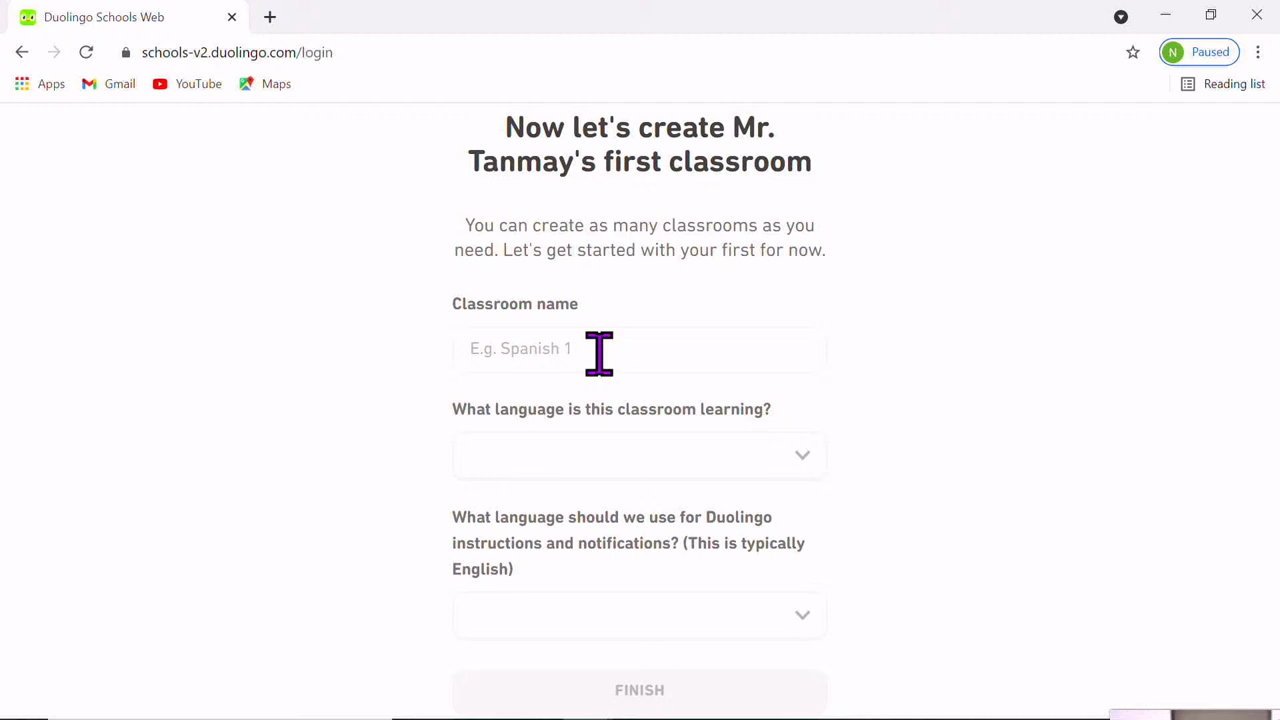 Duolingo Schools Web
schools-v2.duolingo.com/login
N Paused
Apps Gmail YouTube Maps Reading list
Now let's create Mr.
Tanmay's first classroom
You can create as many classrooms as you
need. Let's get started with your first for now.
Classroom name
E.g. Spanish 1
What language is this classroom learning?
What language should we use for Duolingo
instructions and notifications? (This is typically
English)
FINISH